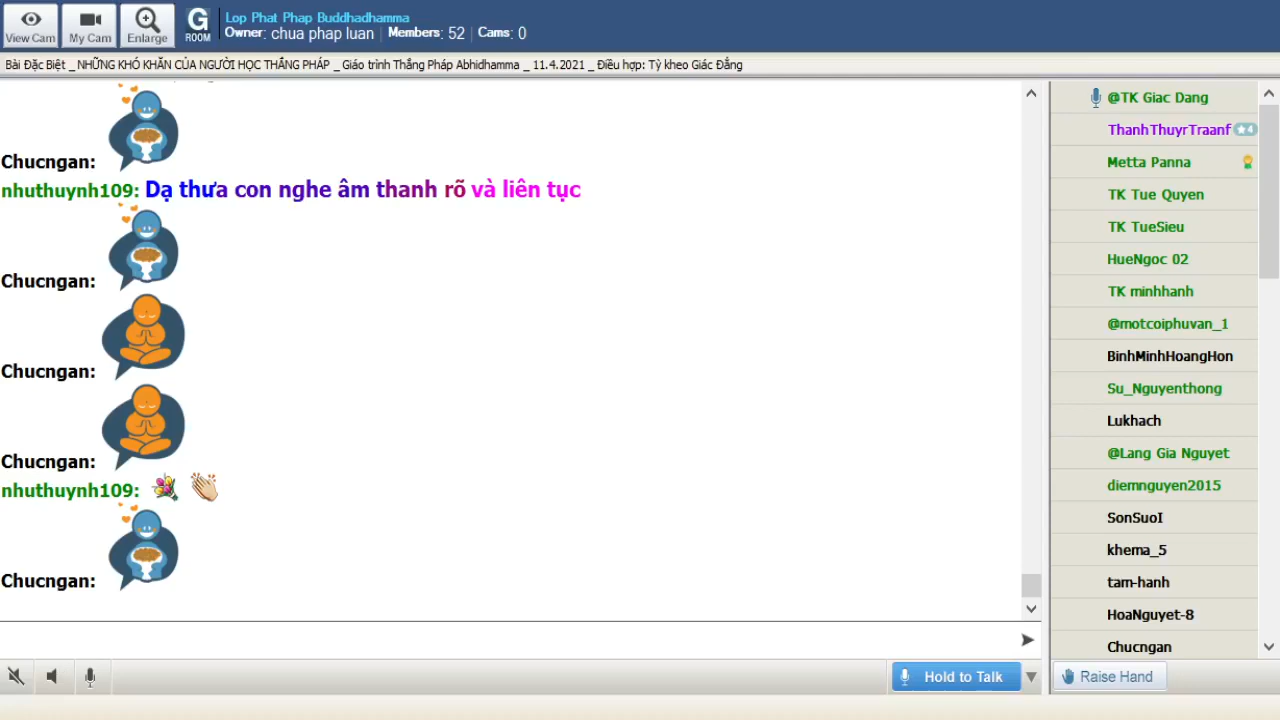 View Cam
My Cam
Enlarge
G
ROOM
Lop Phat Phap Buddhadhamma
Owner: chua phap luan Members: 52 Cams: 0
Bài Đặc Biệt _ NHỮNG KHÓ KHĂN CỦA NGƯỜI HỌC THẮNG PHÁP _ Giáo trình Thắng Pháp Abhidhamma _ 11.4.2021 _ Điều hợp: Tỳ kheo Giác Đẳng
Chucngan:
nhuthuynh109: Dạ thưa con nghe âm thanh rõ và liên tục
Chucngan:
Chucngan:
Chucngan:
nhuthuynh109:
Chucngan:
@TK Giac Dang
ThanhThuyrTraanf 4
Metta Panna
TK Tue Quyen
TK TueSieu
HueNgoc 02
TK minhhanh
@motcoiphuvan_1
BinhMinhHoangHon
Su_Nguyenthong
Lukhach
@Lang Gia Nguyet
diemnguyen2015
SonSuoI
khema_5
tam-hanh
HoaNguyet-8
Chucngan
Hold to Talk
Raise Hand